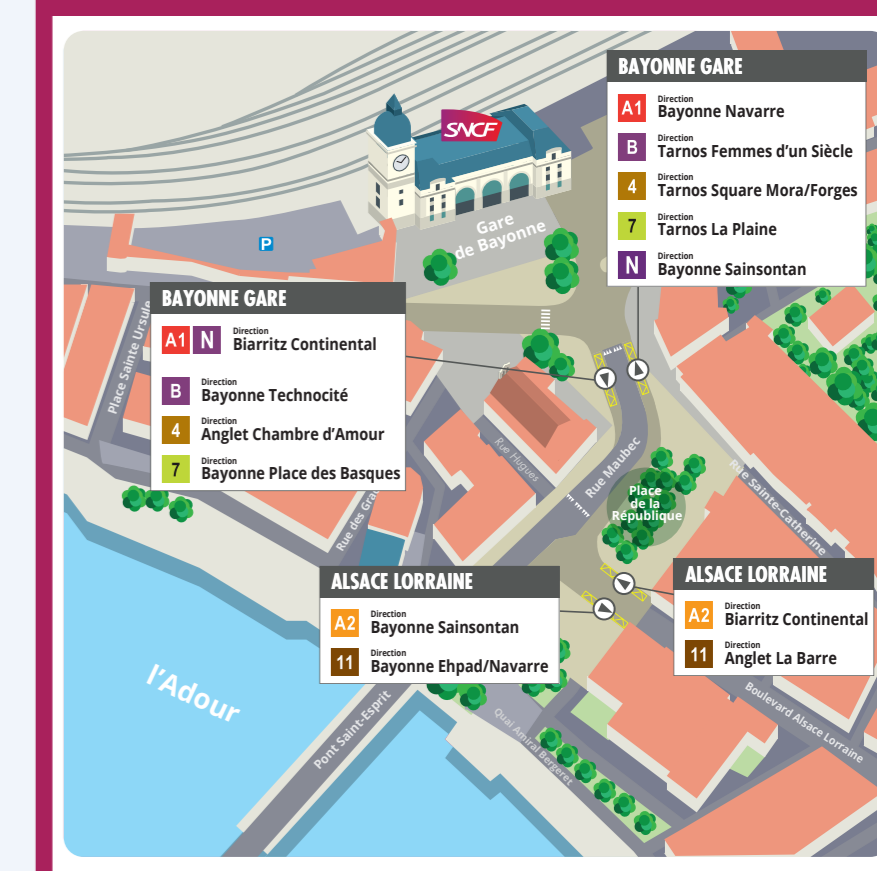 SNCF
Gare
de Bayonne
P
BAYONNE GARE
A1 Direction
Bayonne Navarre
B Direction
Tarnos Femmes d'un Siècle
4 Direction
Tarnos Square Mora/Forges
7 Direction
Tarnos La Plaine
N Direction
Bayonne Sainsontan
BAYONNE GARE
A1 N Direction
Biarritz Continental
B Direction
Bayonne Technocité
4 Direction
Anglet Chambre d'Amour
7 Direction
Bayonne Place des Basques
Place Sainte Ursule
Rue Hugues
Rue Maubec
Rue des Gra
Place
de la
République
Rue Sainte-Catherine
ALSACE LORRAINE
A2 Direction
Bayonne Sainsontan
11 Direction
Bayonne Ehpad/Navarre
ALSACE LORRAINE
A2 Direction
Biarritz Continental
11 Direction
Anglet La Barre
l'Adour
Pont Saint-Esprit
Quai Amiral Bergeret
Boulevard Alsace Lorraine